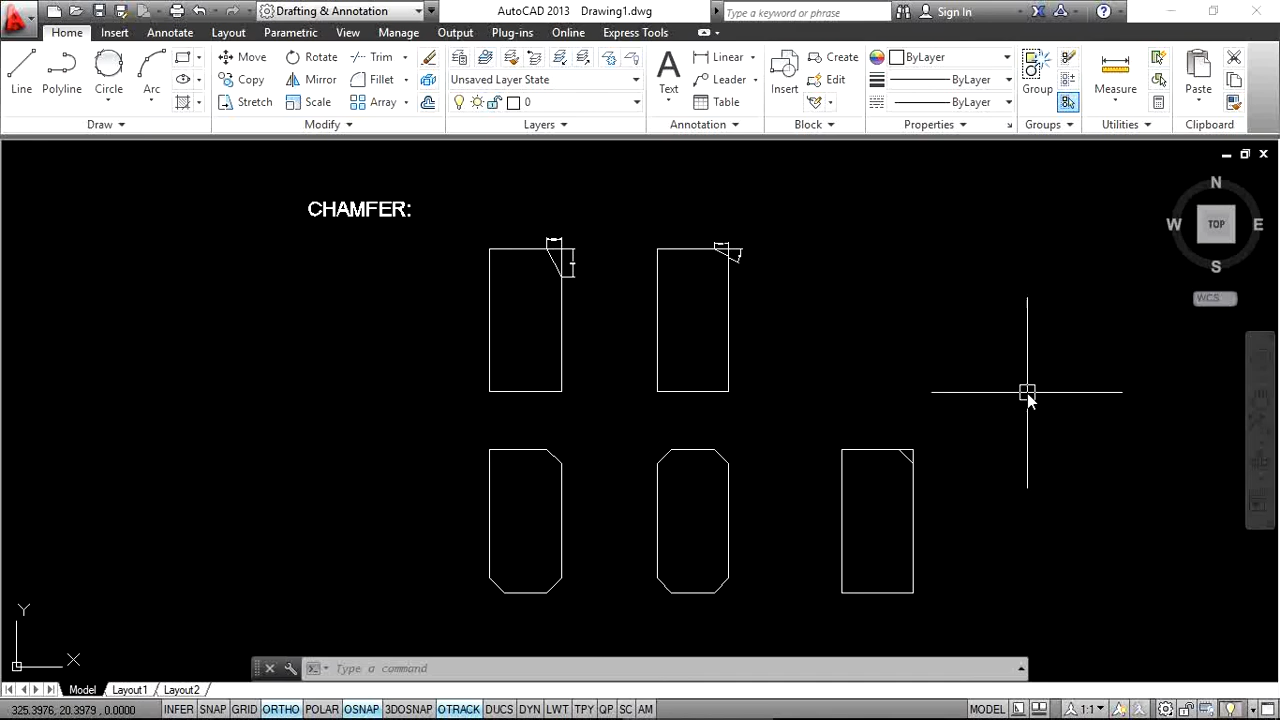 Drafting & Annotation
AutoCAD 2013 Drawing1.dwg
Type a keyword or phrase
Sign In
Home Insert Annotate Layout Parametric View Manage Output Plug-ins Online Express Tools
Line Polyline Circle Arc
Move Rotate Trim
Copy Mirror Fillet
Stretch Scale Array
Unsaved Layer State
0
Text
Linear
Leader
Table
Insert
Create
Edit
ByLayer
ByLayer
ByLayer
Group
Measure
Paste
Draw Modify Layers Annotation Block Properties Groups Utilities Clipboard
CHAMFER:
N
W TOP E
S
WCS
Y
X
Type a command
Model Layout1 Layout2
325.3976, 20.3979, 0.0000 INFER SNAP GRID ORTHO POLAR OSNAP 3DOSNAP OTRACK DUCS DYN LWT TPY QP SC AM MODEL 1:1